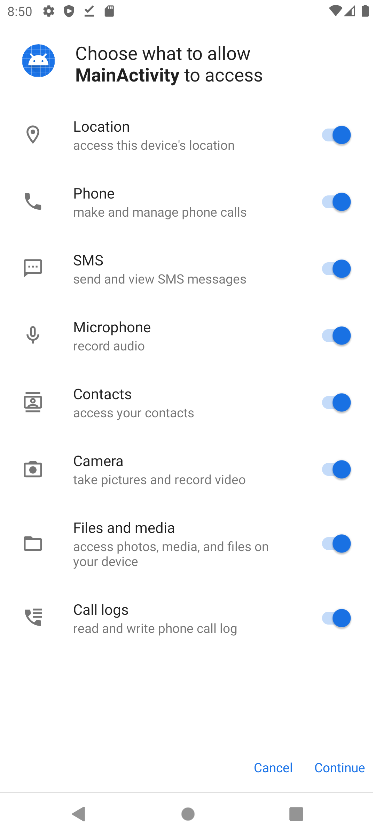 8:50
Choose what to allow
MainActivity to access
Location
access this device's location
Phone
make and manage phone calls
SMS
send and view SMS messages
Microphone
record audio
Contacts
access your contacts
Camera
take pictures and record video
Files and media
access photos, media, and files on
your device
Call logs
read and write phone call log
Cancel Continue